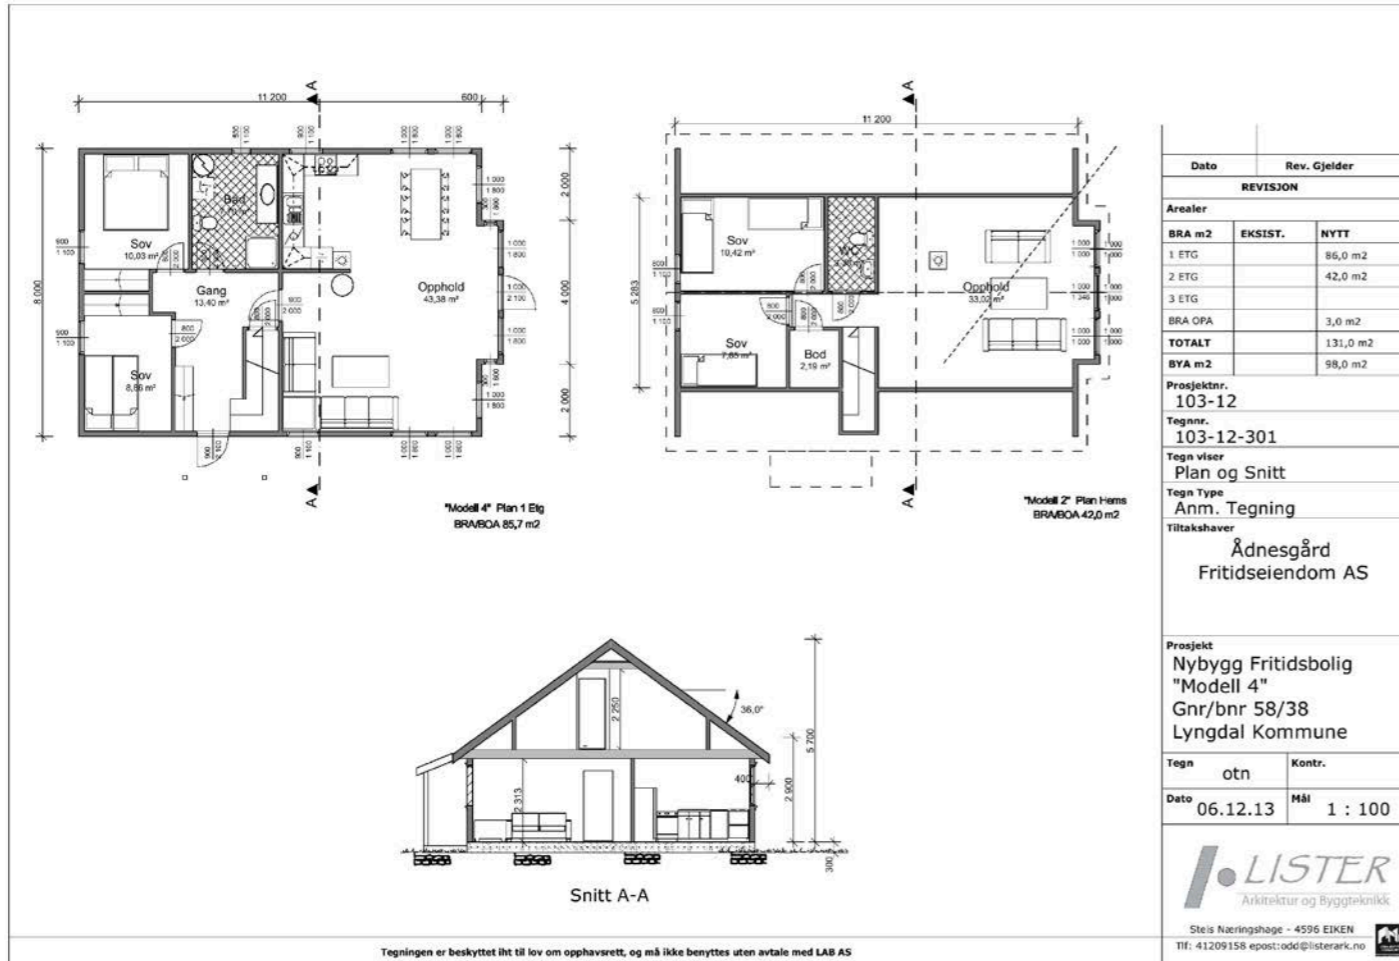 A
11 200
600
8 000
2 000
4 000
2 000
Sov
10,03 m²
Bad
Gang
13,40 m²
Opphold
43,38 m²
Sov
8,86 m²
A
"Modell 4" Plan 1 Etg
BRA/BOA 85,7 m2
A
11 200
5 283
Sov
10,42 m²
WC
Opphold
33,02 m²
Sov
7,65 m²
Bod
2,19 m²
A
"Modell 2" Plan Hems
BRA/BOA 42,0 m2
2 250
36,0°
5 700
2 313
400
2 900
300
Snitt A-A
Dato Rev. Gjelder
REVISJON
Arealer
BRA m2 EKSIST. NYTT
1 ETG 86,0 m2
2 ETG 42,0 m2
3 ETG
BRA OPA 3,0 m2
TOTALT 131,0 m2
BYA m2 98,0 m2
Prosjektnr.
103-12
Tegnnr.
103-12-301
Tegn viser
Plan og Snitt
Tegn Type
Anm. Tegning
Tiltakshaver
Ådnesgård
Fritidseiendom AS
Prosjekt
Nybygg Fritidsbolig
"Modell 4"
Gnr/bnr 58/38
Lyngdal Kommune
Tegn otn Kontr.
Dato 06.12.13 Mål 1 : 100
LISTER
Arkitektur og Byggteknikk
Steis Næringshage - 4596 EIKEN
Tlf: 41209158 epost:odd@listerark.no
Tegningen er beskyttet iht til lov om opphavsrett, og må ikke benyttes uten avtale med LAB AS